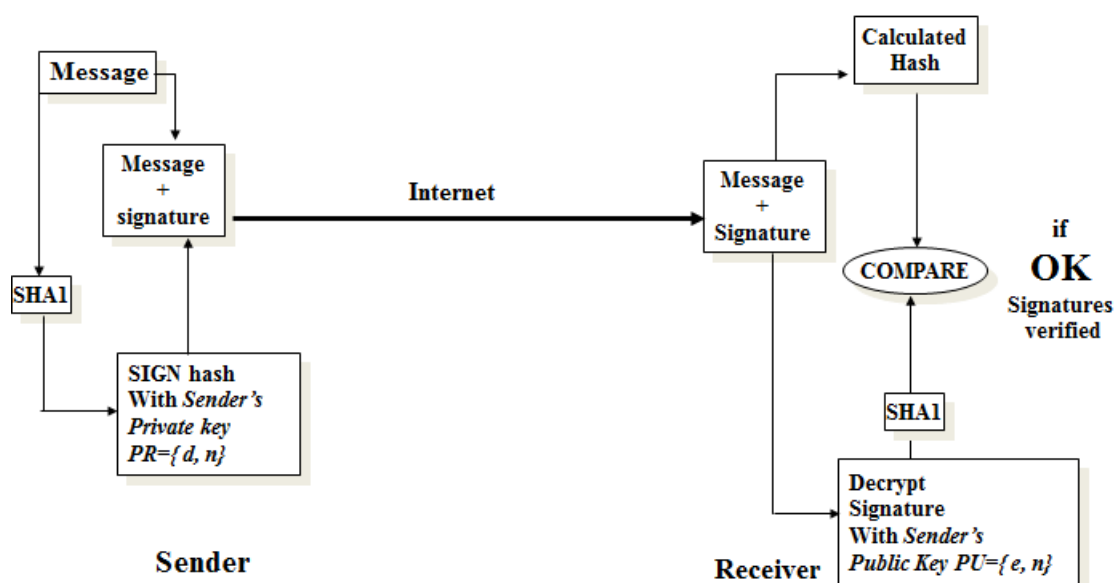 Message
Message
+
signature
SHA1
SIGN hash
With Sender's
Private key
PR={ d, n}
Sender
Internet
Calculated
Hash
Message
+
Signature
COMPARE
if
OK
Signatures
verified
SHA1
Decrypt
Signature
With Sender's
Public Key PU={ e, n}
Receiver